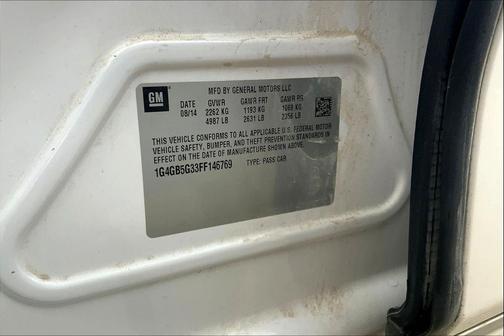 GM
MFD BY GENERAL MOTORS LLC
DATE GVWR GAWR FRT GAWR RR
08/14 2262 KG 1193 KG 1069 KG
4987 LB 2631 LB 2356 LB
THIS VEHICLE CONFORMS TO ALL APPLICABLE U.S. FEDERAL MOTOR
VEHICLE SAFETY, BUMPER, AND THEFT PREVENTION STANDARDS IN
EFFECT ON THE DATE OF MANUFACTURE SHOWN ABOVE.
1G4GB5G33FF146769 TYPE: PASS CAR